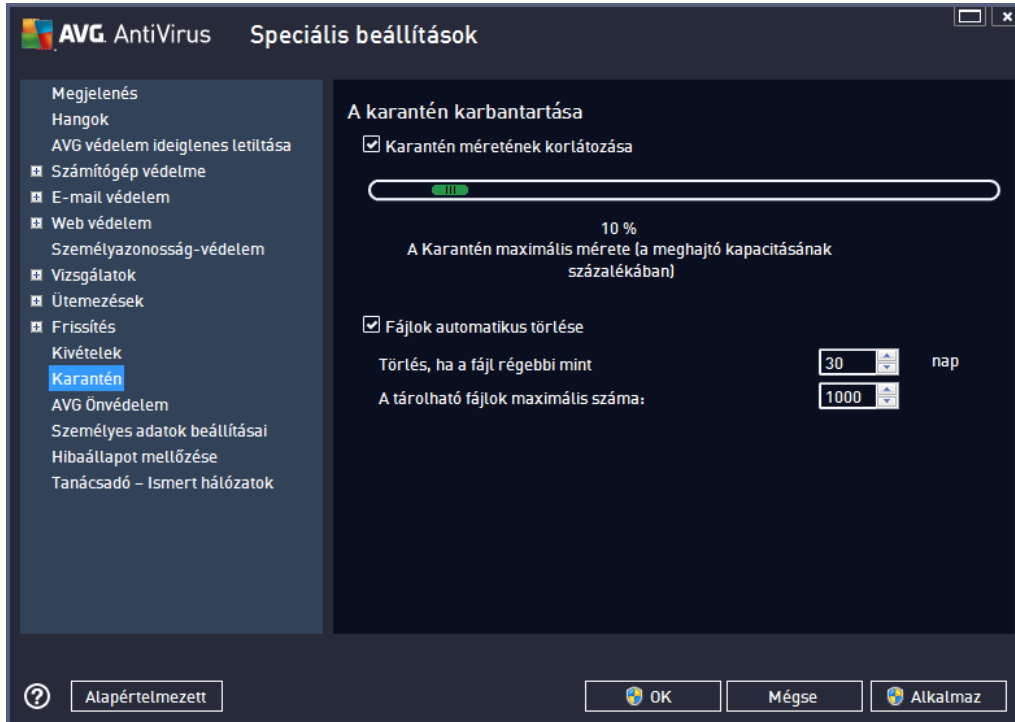 AVG. AntiVirus Speciális beállítások
Megjelenés
Hangok
AVG védelem ideiglenes letiltása
Számítógép védelme
E-mail védelem
Web védelem
Személyazonosság-védelem
Vizsgálatok
Ütemezések
Frissítés
Kivételek
Karantén
AVG Önvédelem
Személyes adatok beállításai
Hibaállapot mellőzése
Tanácsadó – Ismert hálózatok
A karantén karbantartása
Karantén méretének korlátozása
10 %
A Karantén maximális mérete (a meghajtó kapacitásának
százalékában)
Fájlok automatikus törlése
Törlés, ha a fájl régebbi mint 30 nap
A tárolható fájlok maximális száma: 1000
? Alapértelmezett OK Mégse Alkalmaz